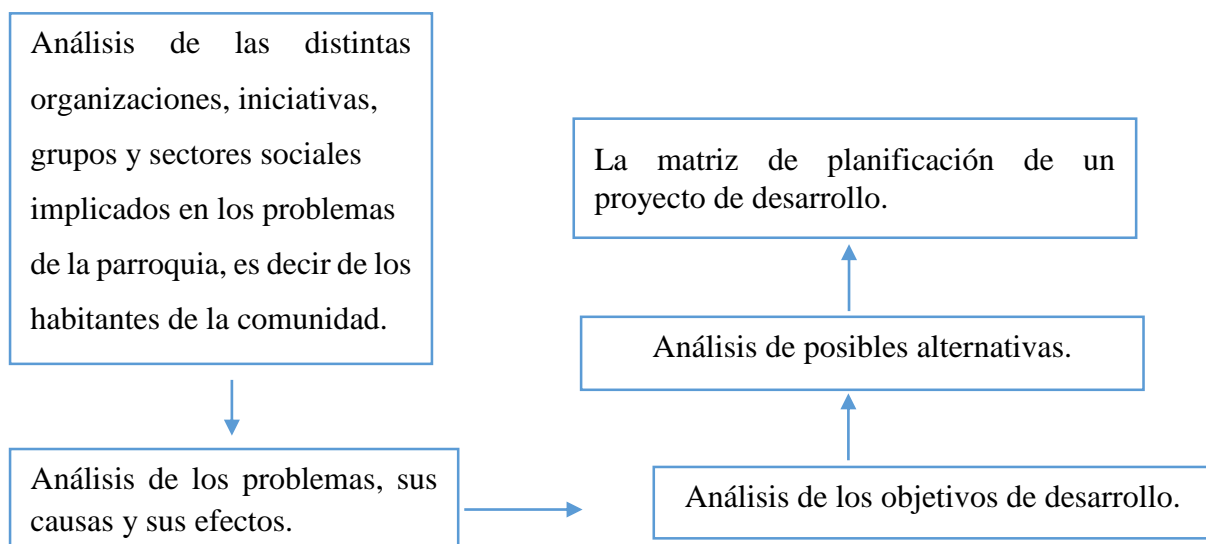 Análisis de las distintas
organizaciones, iniciativas,
grupos y sectores sociales
implicados en los problemas
de la parroquia, es decir de los
habitantes de la comunidad.
Análisis de los problemas, sus
causas y sus efectos.
Análisis de los objetivos de desarrollo.
Análisis de posibles alternativas.
La matriz de planificación de un
proyecto de desarrollo.